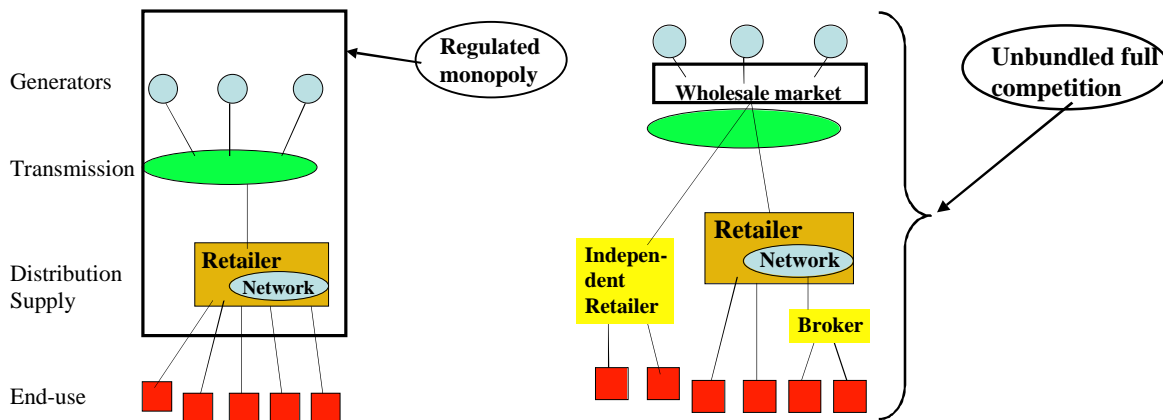 Generators
Transmission
Distribution
Supply
End-use
Regulated
monopoly
Retailer
Network
Wholesale market
Unbundled full
competition
Indepen-
dent
Retailer
Retailer
Network
Broker